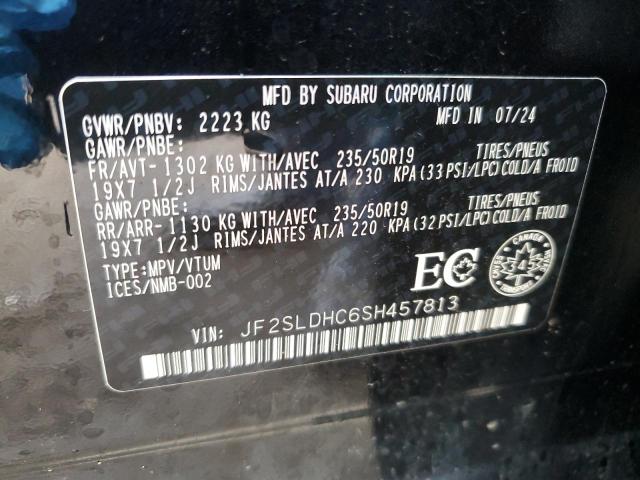 MFD BY SUBARU CORPORATION
GVWR/PNBV: 2223 KG MFD IN 07/24
GAWR/PNBE:
FR/AVT- 1302 KG WITH/AVEC 235/50R19 TIRES/PNEUS
19X7 1/2J RIMS/JANTES AT/A 230 KPA (33 PSI/LPC) COLD/A FROID
GAWR/PNBE:
RR/ARR- 1130 KG WITH/AVEC 235/50R19 TIRES/PNEUS
19X7 1/2J RIMS/JANTES AT/A 220 KPA (32 PSI/LPC) COLD/A FROID
TYPE:MPV/VTUM
ICES/NMB-002
EC
CANADA
4
VIN: JF2SLDHC6SH457813